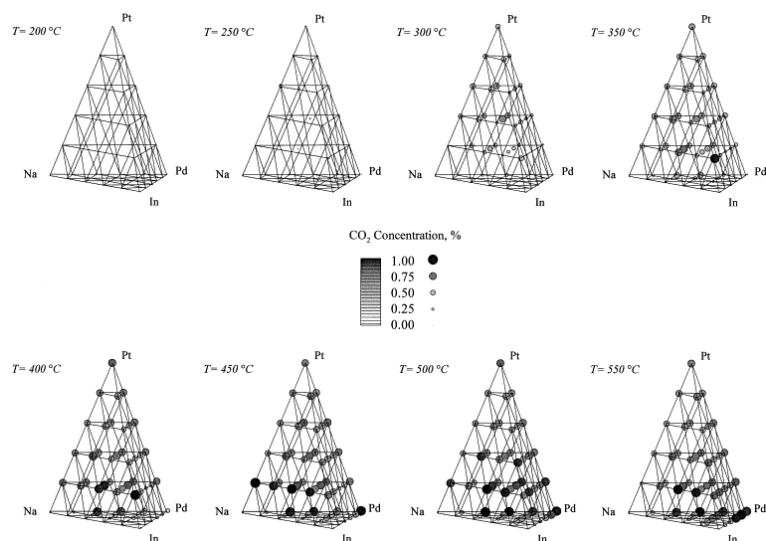 Pt Pt Pt Pt
T= 200 °C T= 250 °C T= 300 °C T= 350 °C
Na Pd Na Pd Na Pd Na Pd
In In In In
CO2 Concentration, %
1.00
0.75
0.50
0.25
0.00
Pt Pt Pt Pt
T= 400 °C T= 450 °C T= 500 °C T= 550 °C
Na Pd Na Pd Na Pd Na Pd
In In In In